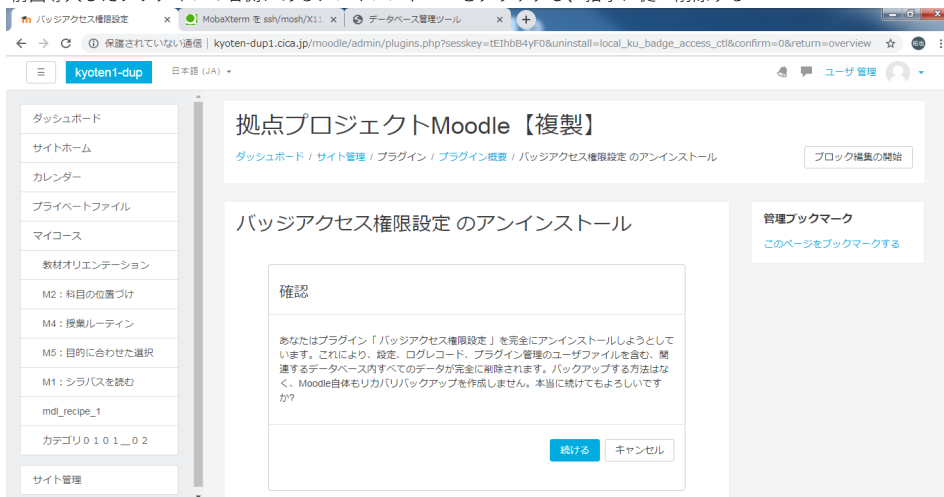 バッジアクセス権限設定
MobaXterm を ssh/mosh/X11
データベース管理ツール
保護されていない通信 | kyoten-dup1.cica.jp/moodle/admin/plugins.php?sesskey=tEIhbB4yF0&uninstall=local_ku_badge_access_ctl&confirm=0&return=overview
kyoten1-dup
日本語 (JA)
ユーザ 管理
ダッシュボード
サイトホーム
カレンダー
プライベートファイル
マイコース
教材オリエンテーション
M2：科目の位置づけ
M4：授業ルーティン
M5：目的に合わせた選択
M1：シラバスを読む
mdl_recipe_1
カテゴリ０１０１__０２
サイト管理
拠点プロジェクトMoodle【複製】
ダッシュボード / サイト管理 / プラグイン / プラグイン概要 / バッジアクセス権限設定 のアンインストール
ブロック編集の開始
バッジアクセス権限設定 のアンインストール
確認
あなたはプラグイン「 バッジアクセス権限設定 」を完全にアンインストールしようとして
います。これにより、設定、ログレコード、プラグイン管理のユーザファイルを含む、関
連するデータベース内すべてのデータが完全に削除されます。バックアップする方法はな
く、Moodle自体もリカバリバックアップを作成しません。本当に続けてもよろしいです
か?
続ける
キャンセル
管理ブックマーク
このページをブックマークする